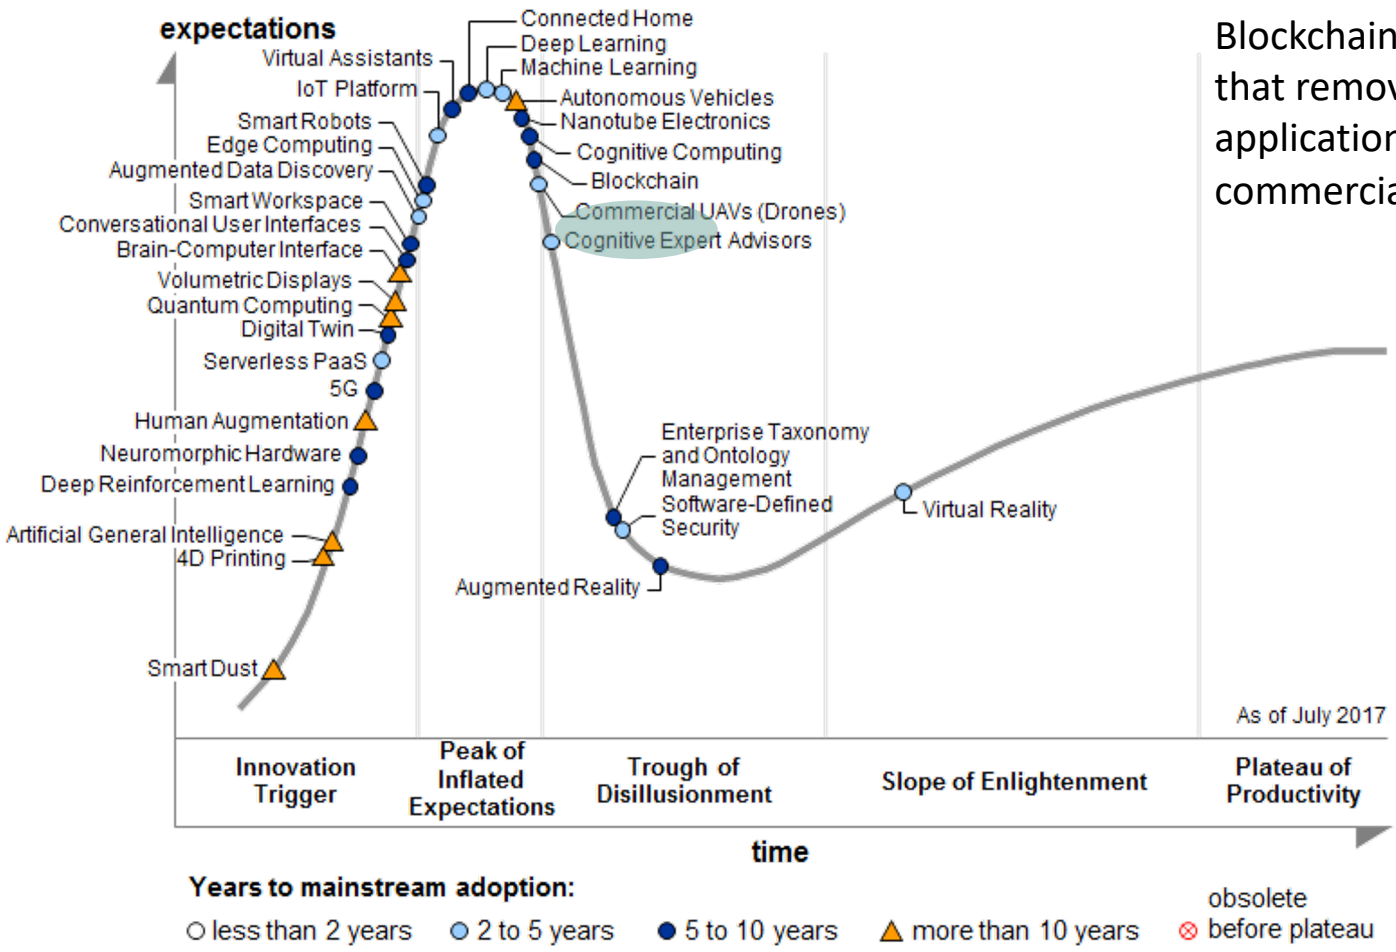 expectations
Blockchain
that remov
application
commercia
Connected Home
Deep Learning
Machine Learning
Virtual Assistants
IoT Platform
Autonomous Vehicles
Nanotube Electronics
Smart Robots
Edge Computing
Cognitive Computing
Augmented Data Discovery
Blockchain
Smart Workspace
Commercial UAVs (Drones)
Conversational User Interfaces
Cognitive Expert Advisors
Brain-Computer Interface
Volumetric Displays
Quantum Computing
Digital Twin
Serverless PaaS
5G
Human Augmentation
Neuromorphic Hardware
Deep Reinforcement Learning
Artificial General Intelligence
4D Printing
Smart Dust
Enterprise Taxonomy
and Ontology
Management
Software-Defined
Security
Augmented Reality
Virtual Reality
As of July 2017
Innovation
Trigger
Peak of
Inflated
Expectations
Trough of
Disillusionment
Slope of Enlightenment
Plateau of
Productivity
time
Years to mainstream adoption:
less than 2 years
2 to 5 years
5 to 10 years
more than 10 years
obsolete
before plateau